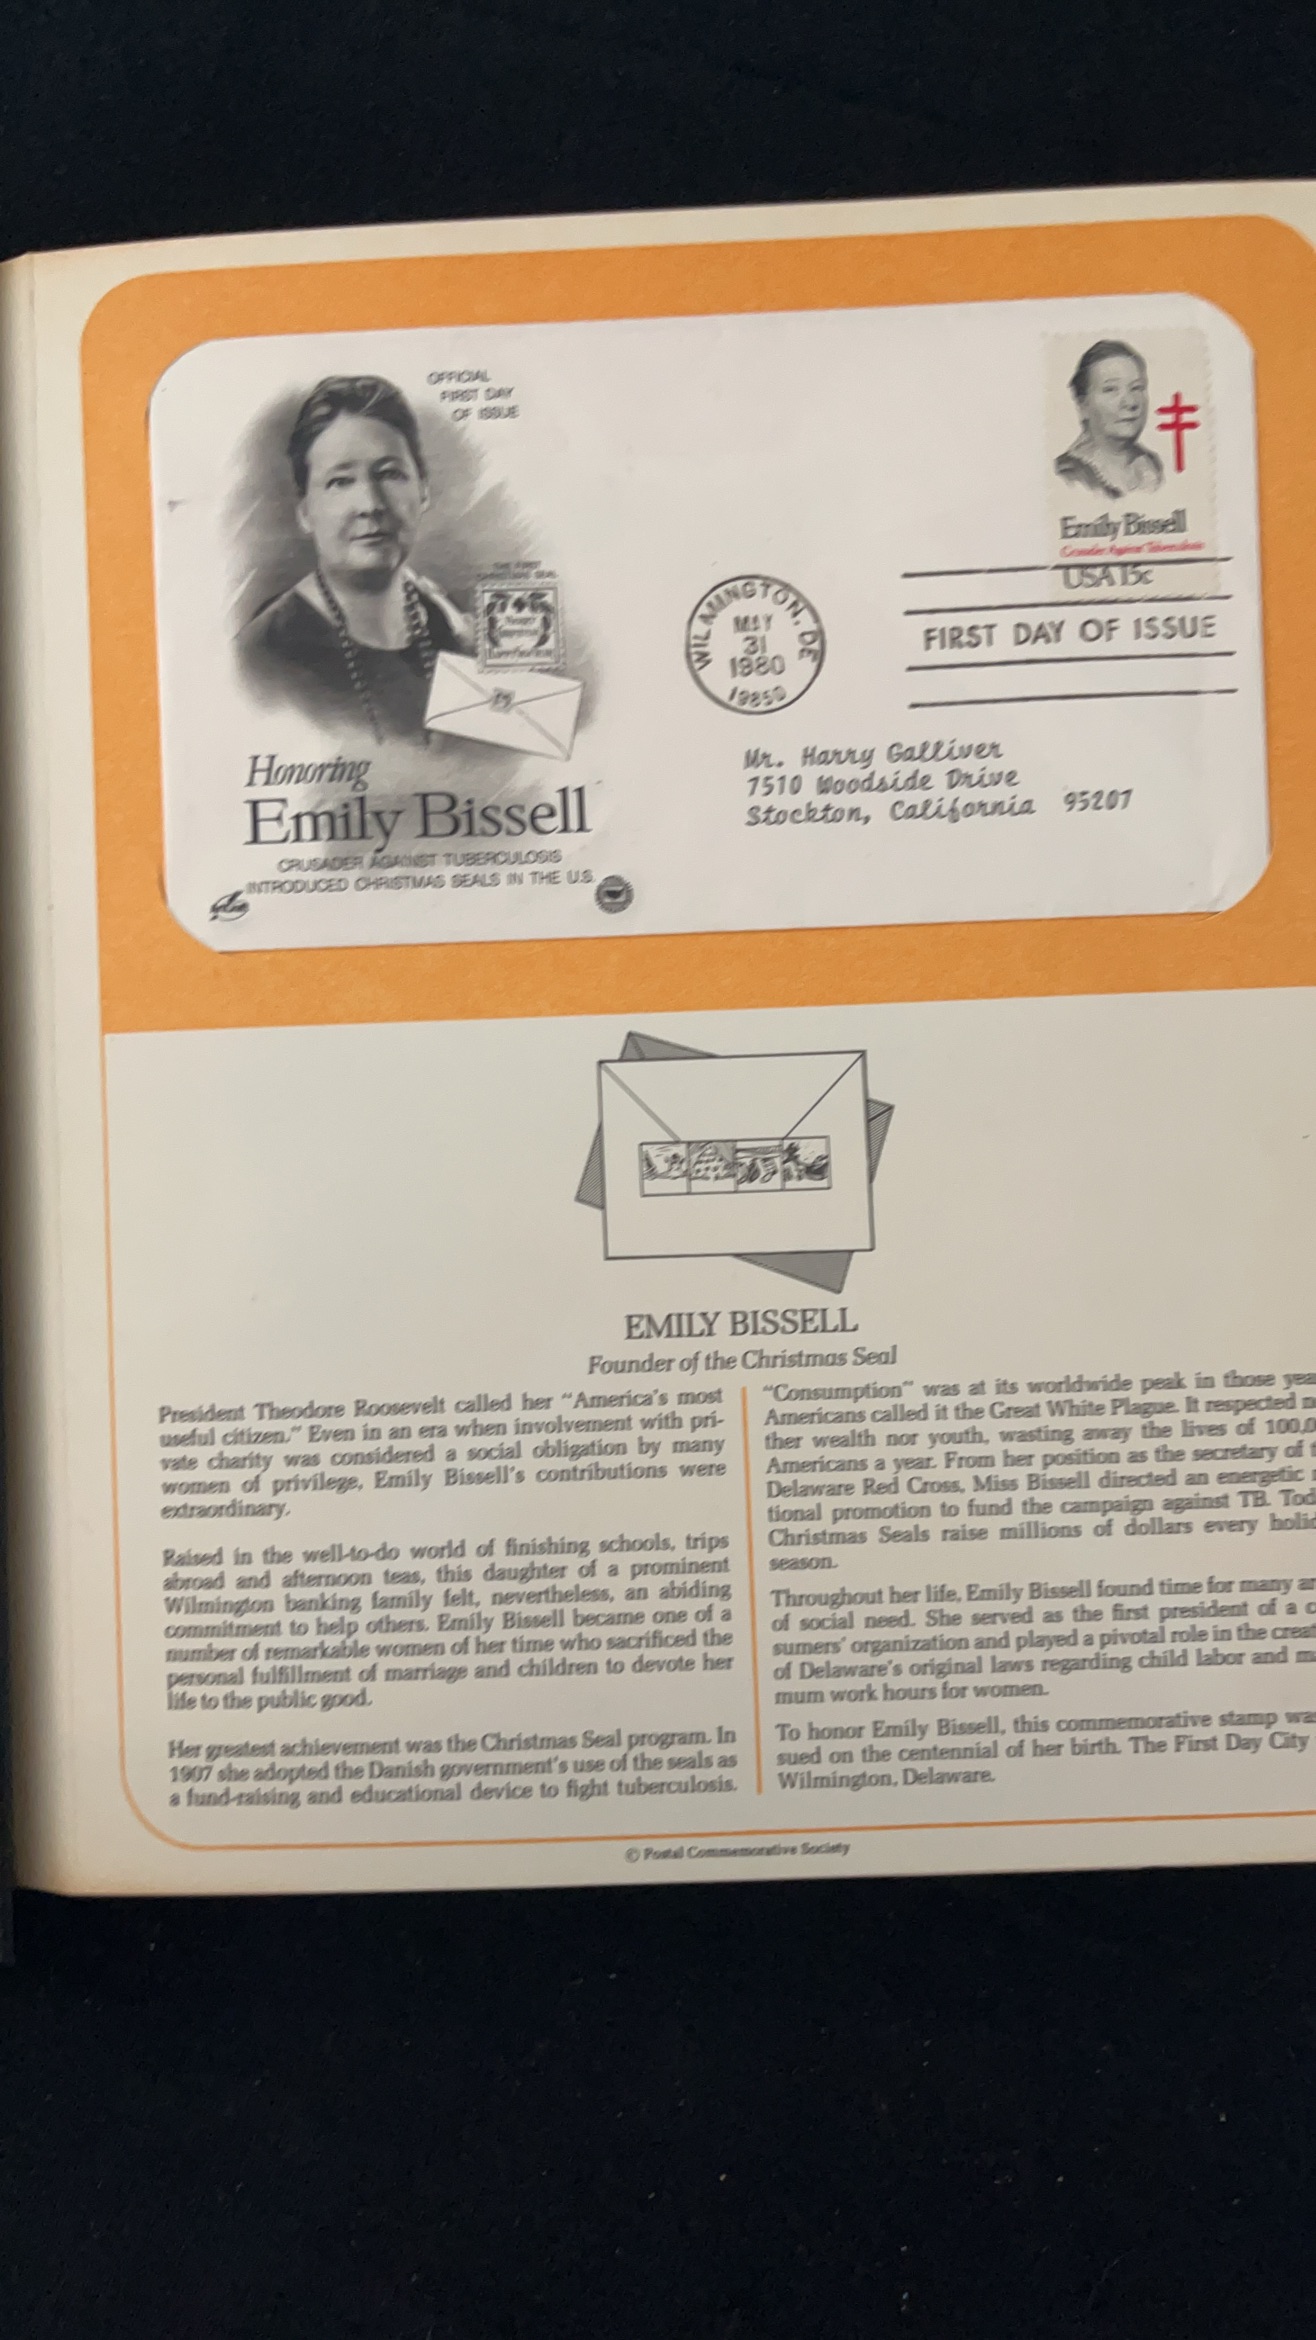 OFFICIAL
FIRST DAY
OF ISSUE
THE FIRST
CHRISTMAS SEAL
Emily Bissell
Crusader Against Tuberculosis
USA 15c
WILMINGTON, DE
MAY
31
1980
19850
FIRST DAY OF ISSUE
Mr. Harry Galliver
7510 Woodside Drive
Stockton, California 95207
Honoring
Emily Bissell
CRUSADER AGAINST TUBERCULOSIS
INTRODUCED CHRISTMAS SEALS IN THE U.S.
EMILY BISSELL
Founder of the Christmas Seal
President Theodore Roosevelt called her "America's most
useful citizen." Even in an era when involvement with pri-
vate charity was considered a social obligation by many
women of privilege, Emily Bissell's contributions were
extraordinary.
Raised in the well-to-do world of finishing schools, trips
abroad and afternoon teas, this daughter of a prominent
Wilmington banking family felt, nevertheless, an abiding
commitment to help others. Emily Bissell became one of a
number of remarkable women of her time who sacrificed the
personal fulfillment of marriage and children to devote her
life to the public good.
Her greatest achievement was the Christmas Seal program. In
1907 she adopted the Danish government's use of the seals as
a fund-raising and educational device to fight tuberculosis.
"Consumption" was at its worldwide peak in those yea
Americans called it the Great White Plague. It respected n
ther wealth nor youth, wasting away the lives of 100,0
Americans a year. From her position as the secretary of t
Delaware Red Cross, Miss Bissell directed an energetic
tional promotion to fund the campaign against TB. Tod
Christmas Seals raise millions of dollars every holid
season.
Throughout her life, Emily Bissell found time for many ar
of social need. She served as the first president of a c
sumers' organization and played a pivotal role in the creat
of Delaware's original laws regarding child labor and m
mum work hours for women.
To honor Emily Bissell, this commemorative stamp was
sued on the centennial of her birth. The First Day City
Wilmington, Delaware.
© Postal Commemorative Society